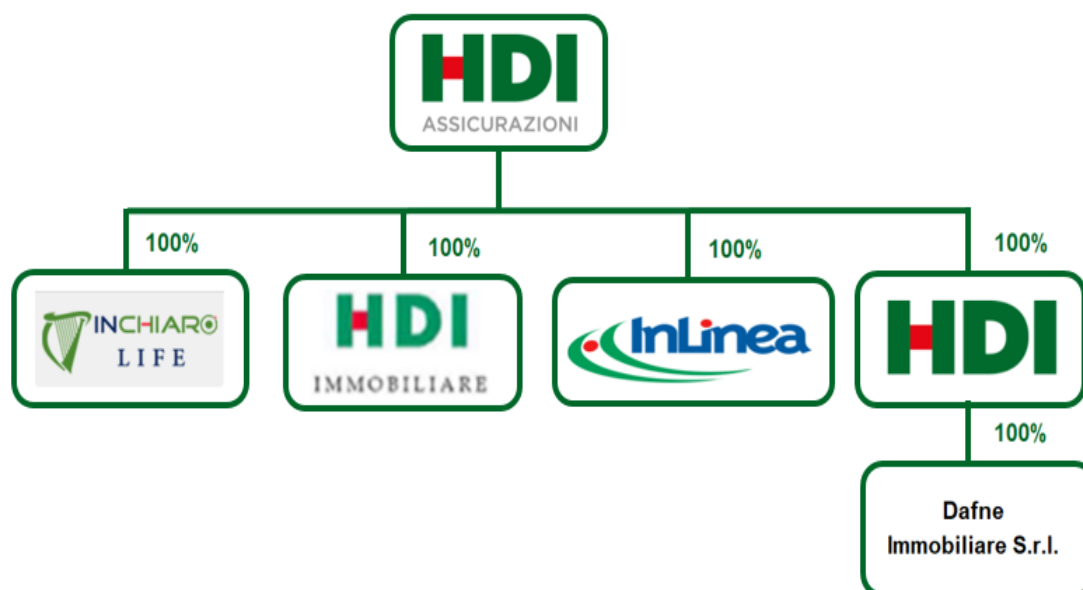 HDI
ASSICURAZIONI
100%
100%
100%
100%
INCHIARO
LIFE
HDI
IMMOBILIARE
InLinea
HDI
100%
Dafne
Immobiliare S.r.l.